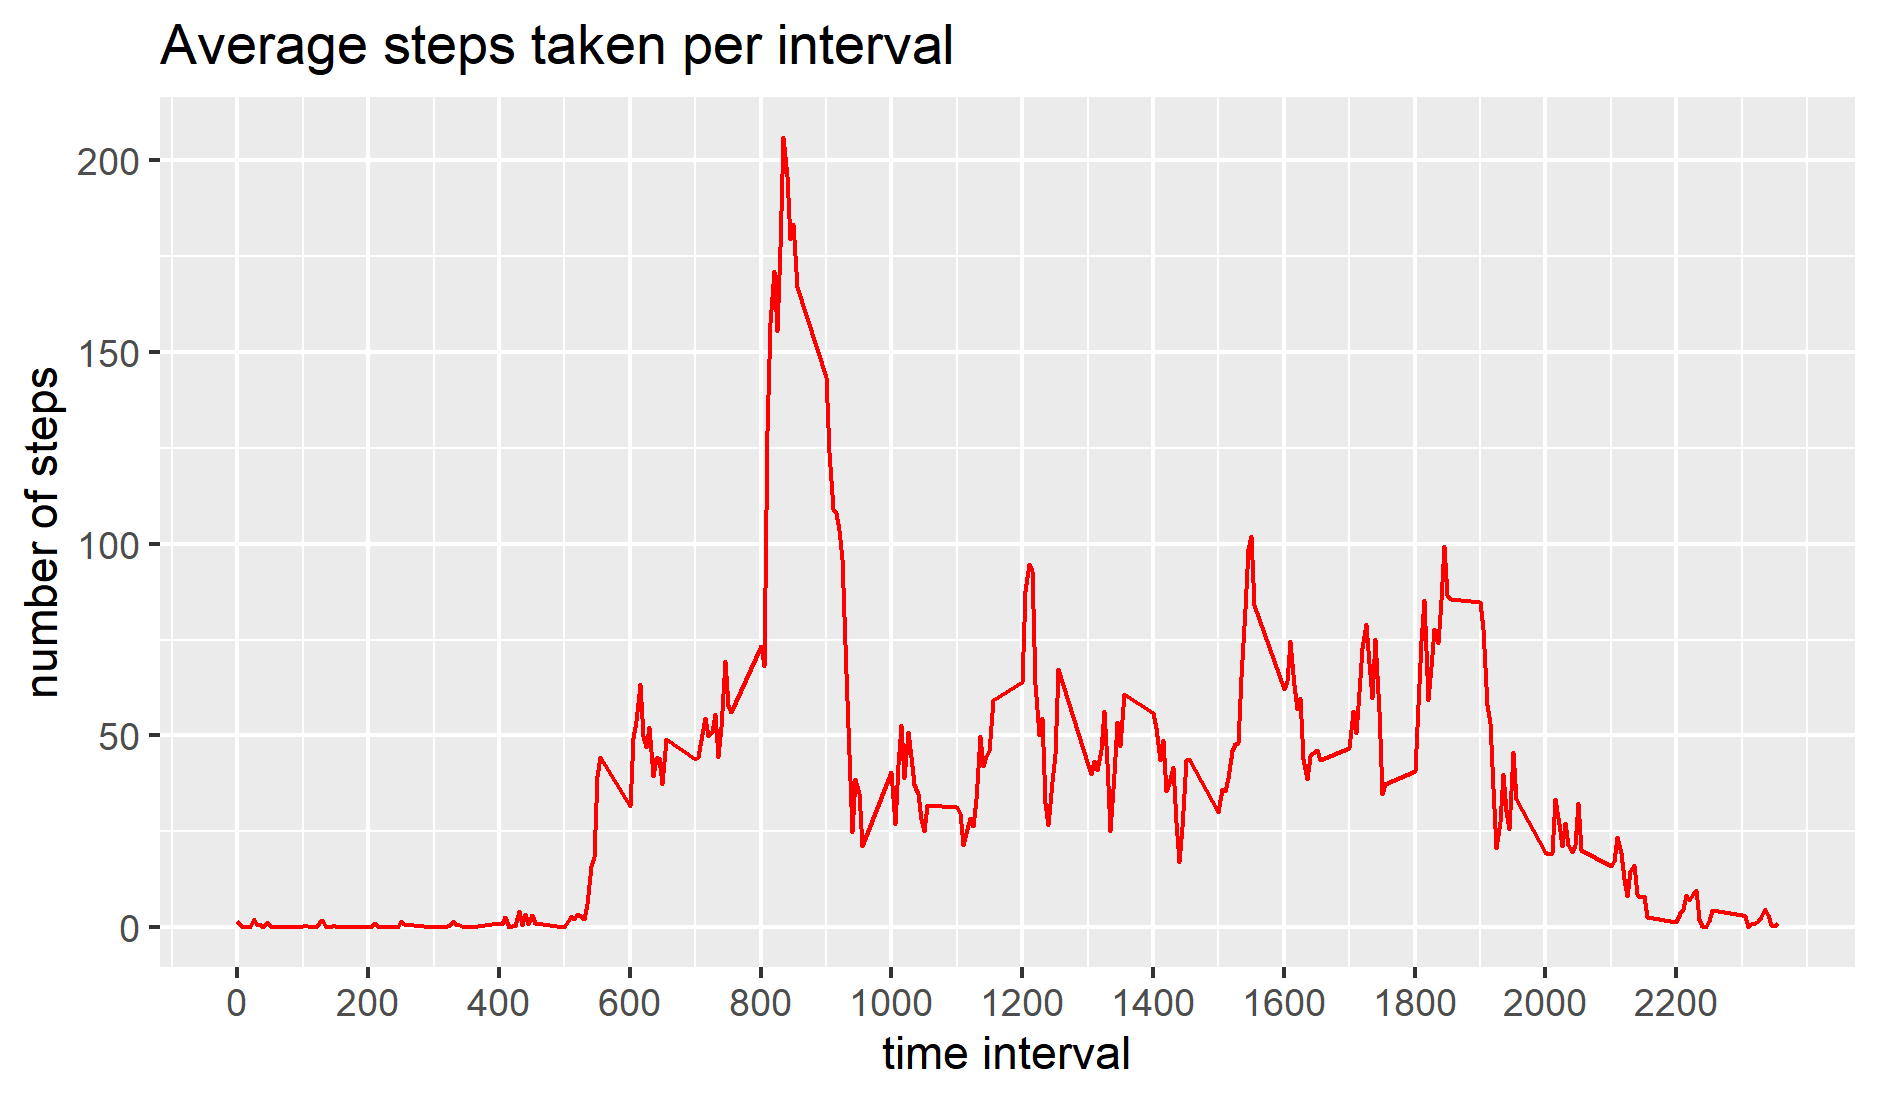 Average steps taken per interval
number of steps
200
150
100
50
0
0 200 400 600 800 1000 1200 1400 1600 1800 2000 2200
time interval